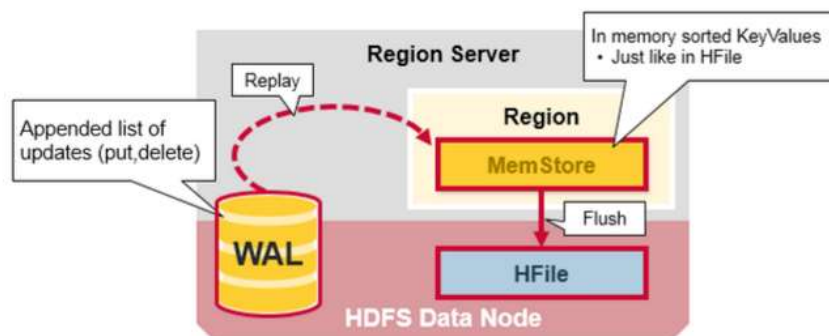 In memory sorted KeyValues
• Just like in HFile
Region Server
Replay
Appended list of
updates (put,delete)
Region
MemStore
Flush
WAL
HFile
HDFS Data Node